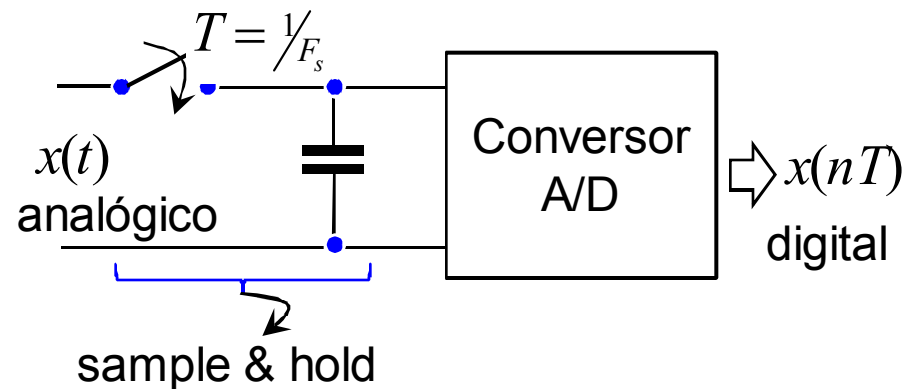 T = 1/Fs
x(t)
analógico
Conversor
A/D
x(nT)
digital
sample & hold